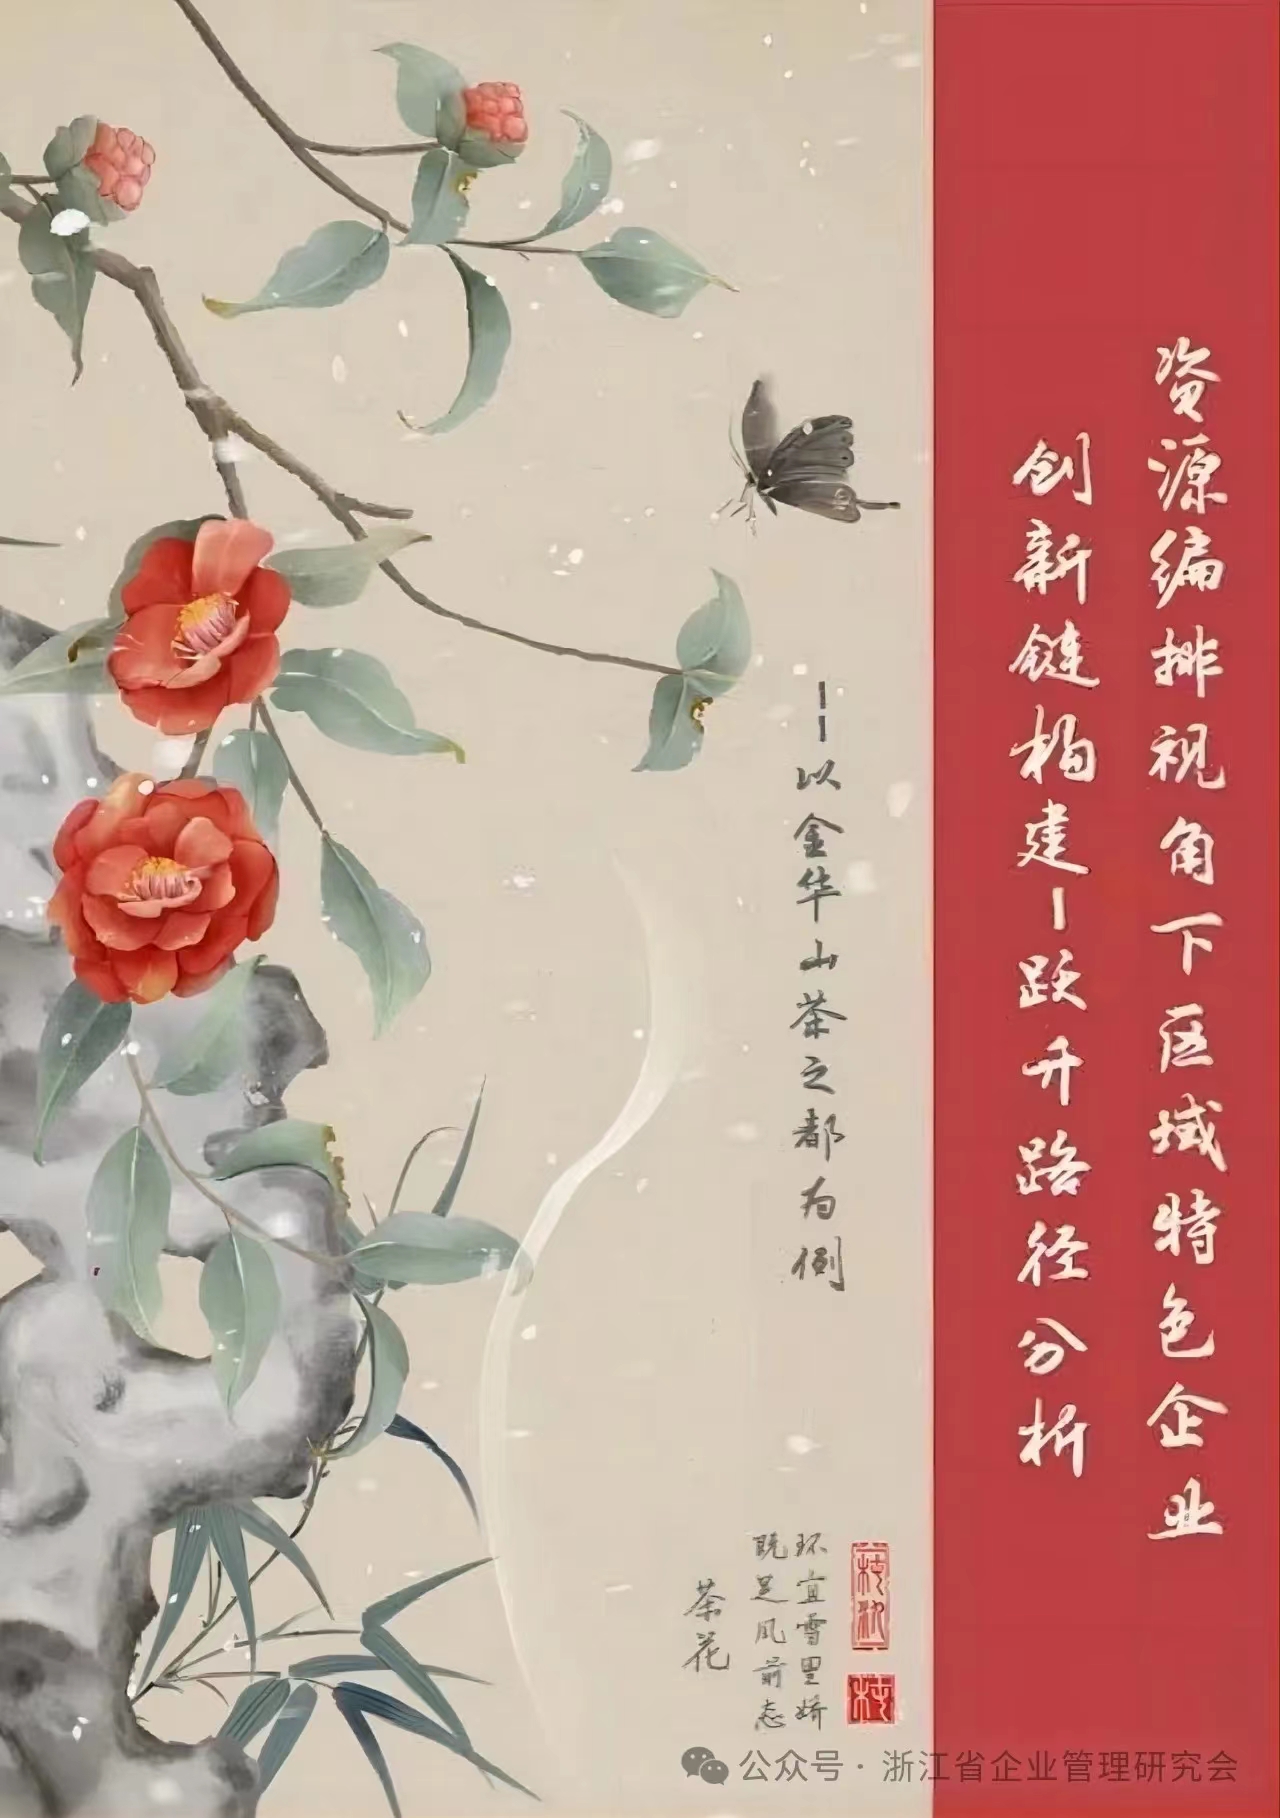 资源编排视角下区域特色企业
创新链构建-跃升路径分析
--以金华山茶之都为例
环宜雪里娇
既足风前态
茶花
公众号 · 浙江省企业管理研究会